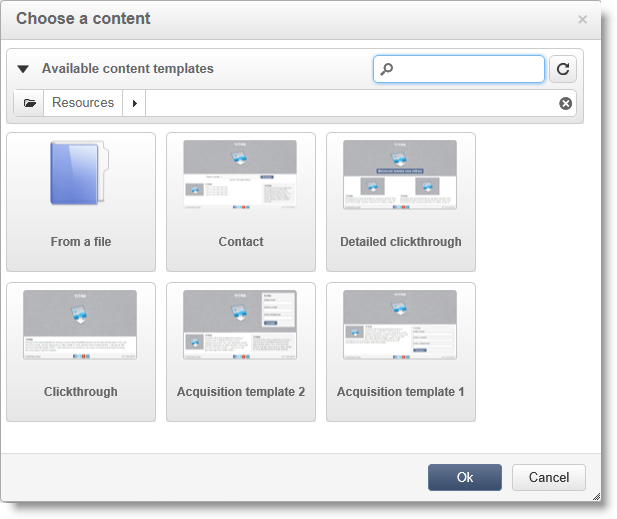 Choose a content
Available content templates
Resources
From a file
Contact
Detailed clickthrough
Clickthrough
Acquisition template 2
Acquisition template 1
Ok
Cancel